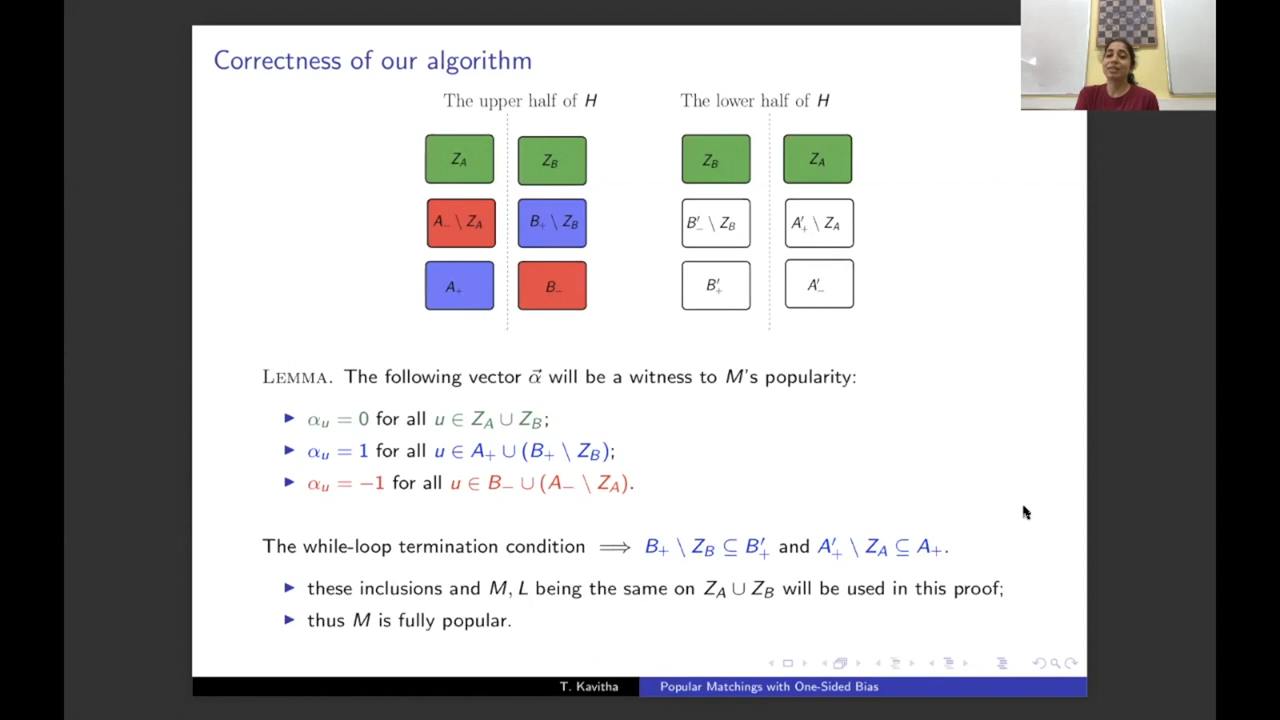 Correctness of our algorithm
The upper half of H
The lower half of H
Z_A Z_B Z_B Z_A
A_− \ Z_A B_+ \ Z_B B′_− \ Z_B A′_+ \ Z_A
A_+ B_− B′_+ A′_−
LEMMA. The following vector α⃗ will be a witness to M's popularity:
▶ α_u = 0 for all u ∈ Z_A ∪ Z_B;
▶ α_u = 1 for all u ∈ A_+ ∪ (B_+ \ Z_B);
▶ α_u = −1 for all u ∈ B_− ∪ (A_− \ Z_A).
The while-loop termination condition ⟹ B_+ \ Z_B ⊆ B′_+ and A′_+ \ Z_A ⊆ A_+.
▶ these inclusions and M, L being the same on Z_A ∪ Z_B will be used in this proof;
▶ thus M is fully popular.
T. Kavitha Popular Matchings with One-Sided Bias